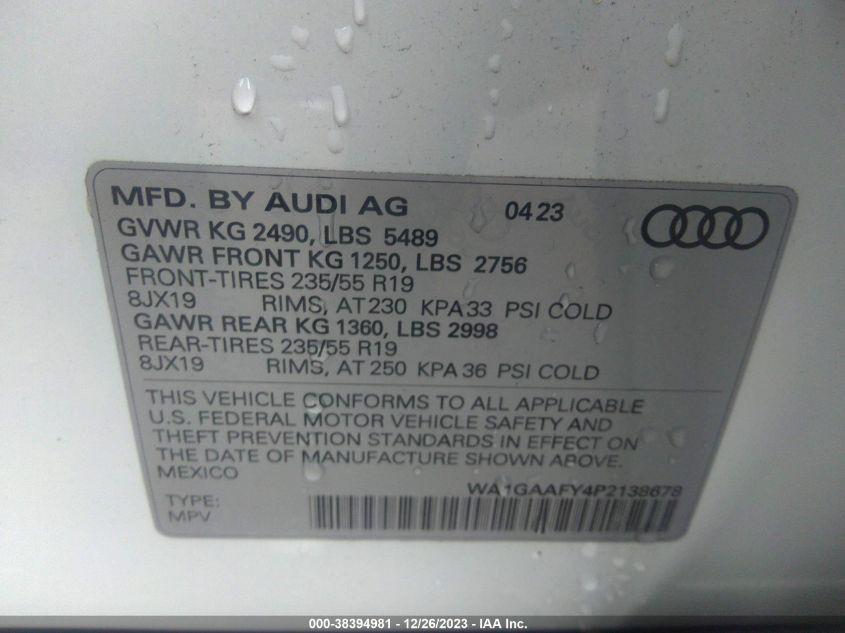 MFD. BY AUDI AG 04 23
GVWR KG 2490, LBS 5489
GAWR FRONT KG 1250, LBS 2756
FRONT-TIRES 235/55 R19
8JX19 RIMS, AT 230 KPA 33 PSI COLD
GAWR REAR KG 1360, LBS 2998
REAR-TIRES 235/55 R19
8JX19 RIMS, AT 250 KPA 36 PSI COLD
THIS VEHICLE CONFORMS TO ALL APPLICABLE
U.S. FEDERAL MOTOR VEHICLE SAFETY AND
THEFT PREVENTION STANDARDS IN EFFECT ON
THE DATE OF MANUFACTURE SHOWN ABOVE.
MEXICO
WA1GAAFY4P2138678
TYPE:
MPV
000-38394981 - 12/26/2023 - IAA Inc.